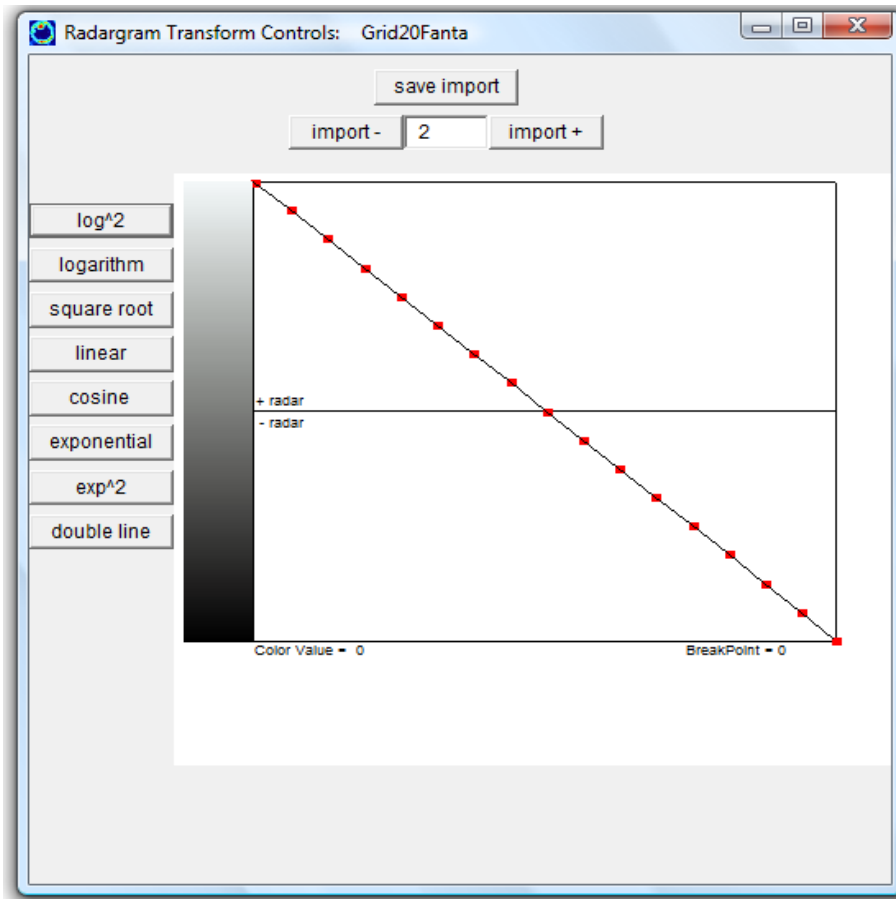 Radargram Transform Controls: Grid20Fanta
save import
import - 2 import +
log^2
logarithm
square root
linear
cosine
exponential
exp^2
double line
+ radar
- radar
Color Value = 0 BreakPoint = 0